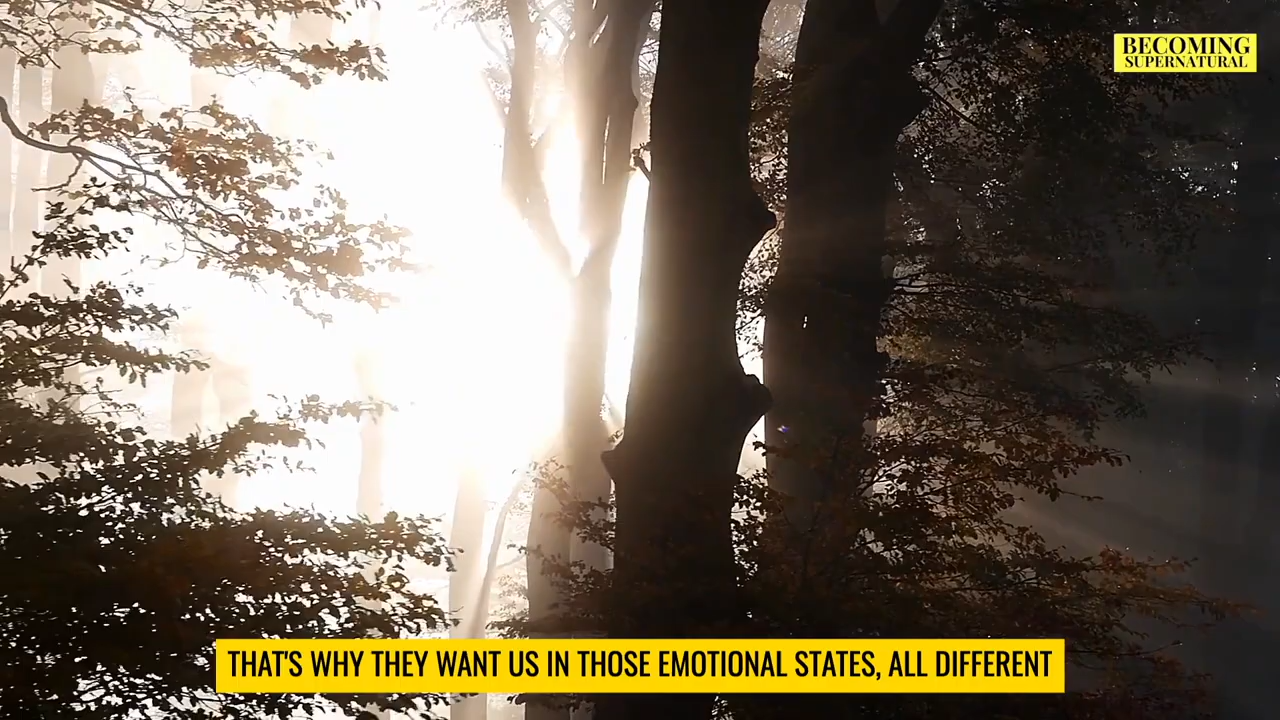 BECOMING
SUPERNATURAL
THAT'S WHY THEY WANT US IN THOSE EMOTIONAL STATES, ALL DIFFERENT